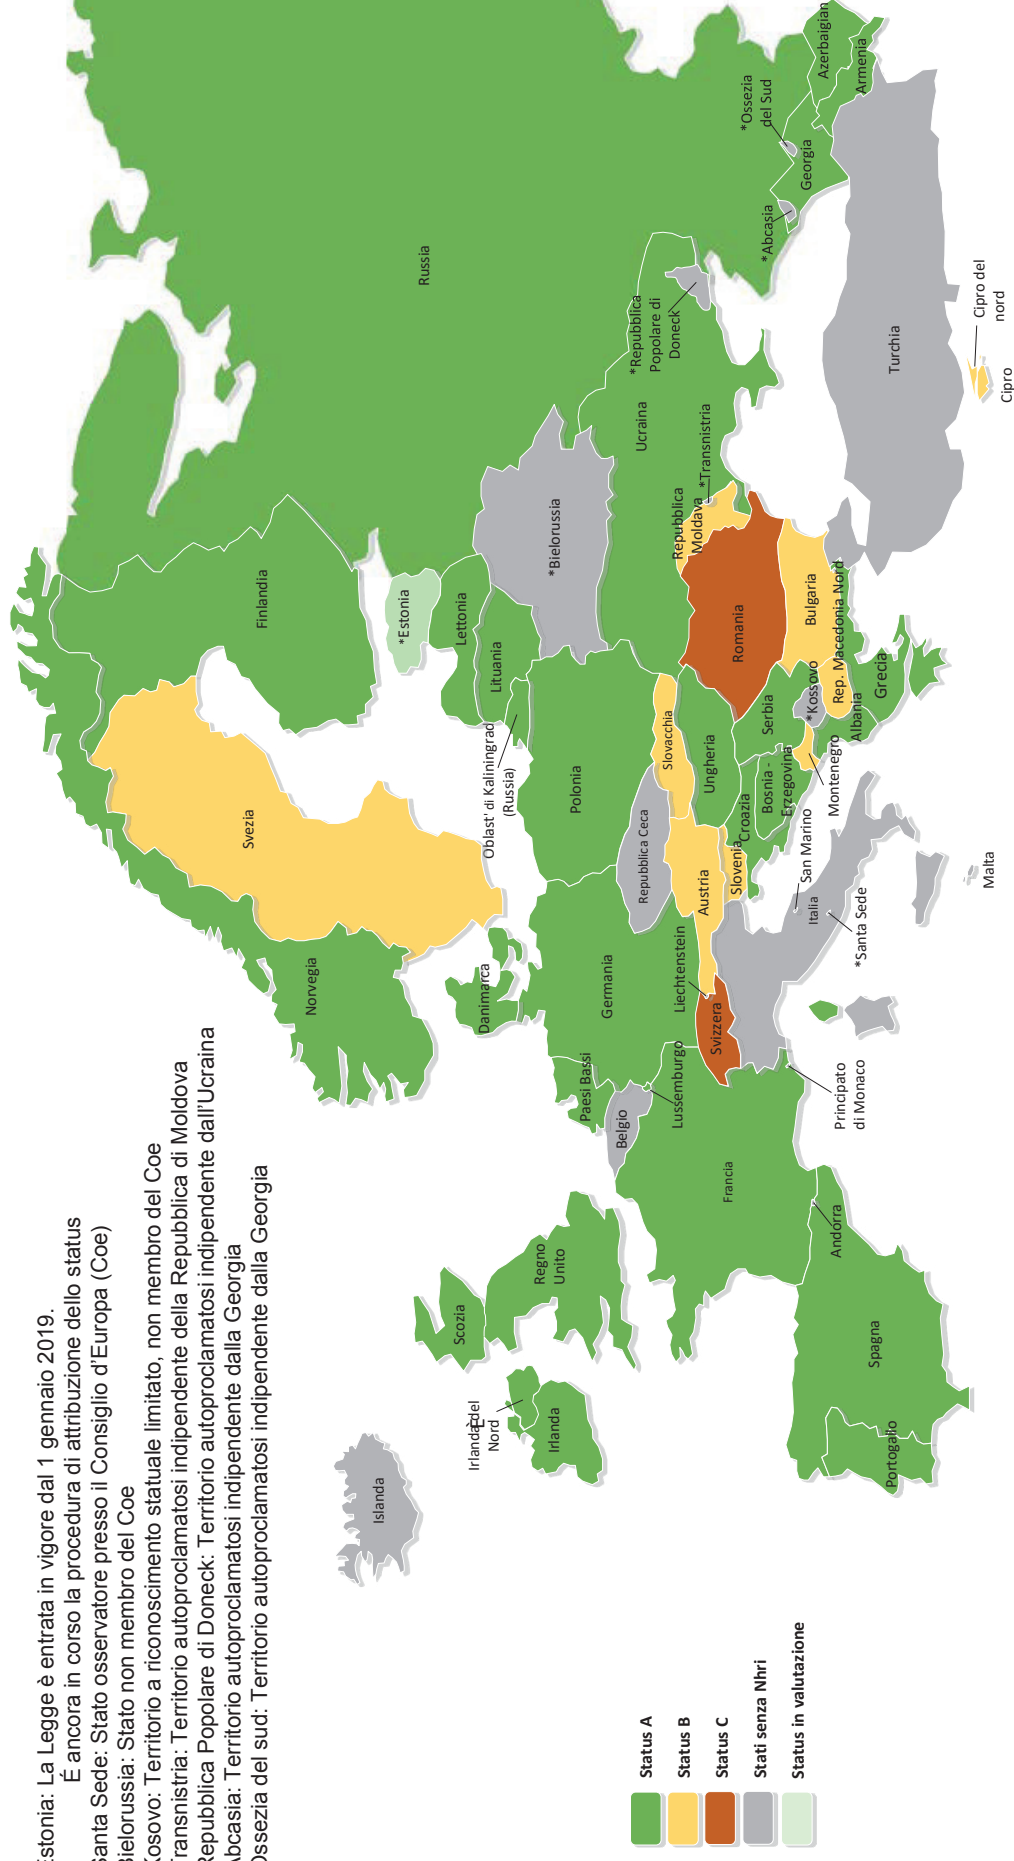 Estonia: La Legge è entrata in vigore dal 1 gennaio 2019.
É ancora in corso la procedura di attribuzione dello status
Santa Sede: Stato osservatore presso il Consiglio d'Europa (Coe)
Bielorussia: Stato non membro del Coe
Kosovo: Territorio a riconoscimento statuale limitato, non membro del Coe
Transnistria: Territorio autoproclamatosi indipendente della Repubblica di Moldova
Repubblica Popolare di Doneck: Territorio autoproclamatosi indipendente dall'Ucraina
Abcasia: Territorio autoproclamatosi indipendente dalla Georgia
Ossezia del sud: Territorio autoproclamatosi indipendente dalla Georgia
Islanda
Norvegia
Svezia
Finlandia
Russia
*Estonia
Lettonia
Lituania
Oblast' di Kaliningrad
(Russia)
Danimarca
Scozia
Irlanda del
Nord
Irlanda
Regno
Unito
Paesi Bassi
Belgio
Lussemburgo
Germania
Polonia
*Bielorussia
Ucraina
*Repubblica
Popolare di
Doneck
Repubblica
Moldava
*Transnistria
Repubblica Ceca
Slovacchia
Liechtenstein
Austria
Ungheria
Svizzera
Slovenia
Croazia
Bosnia -
Erzegovina
Serbia
Romania
Francia
Principato
di Monaco
Andorra
Spagna
Portogallo
Italia
San Marino
*Santa Sede
Montenegro
*Kossovo
Bulgaria
Rep. Macedonia Nord
Albania
Grecia
Malta
Turchia
*Abcasia
*Ossezia
del Sud
Georgia
Azerbaigian
Armenia
Cipro del
nord
Cipro
Status A
Status B
Status C
Stati senza Nhri
Status in valutazione